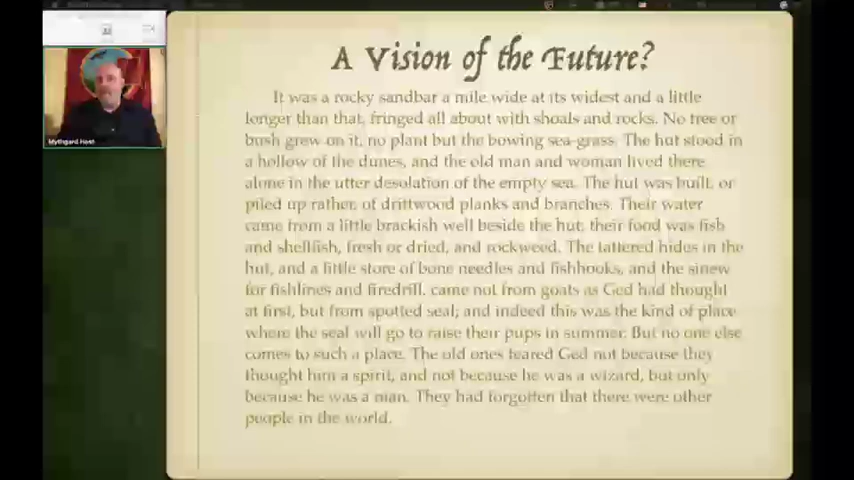 A Vision of the Future?
It was a rocky sandbar a mile wide at its widest and a little
longer than that, fringed all about with shoals and rocks. No tree or
bush grew on it, no plant but the bowing sea-grass. The hut stood in
a hollow of the dunes, and the old man and woman lived there
alone in the utter desolation of the empty sea. The hut was built, or
piled up rather, of driftwood planks and branches. Their water
came from a little brackish well beside the hut; their food was fish
and shellfish, fresh or dried, and rockweed. The tattered hides in the
hut, and a little store of bone needles and fishhooks, and the sinew
for fishlines and firedrill, came not from goats as Ged had thought
at first, but from spotted seal; and indeed this was the kind of place
where the seal will go to raise their pups in summer. But no one else
comes to such a place. The old ones feared Ged not because they
thought him a spirit, and not because he was a wizard, but only
because he was a man. They had forgotten that there were other
people in the world.
Mythgard Host